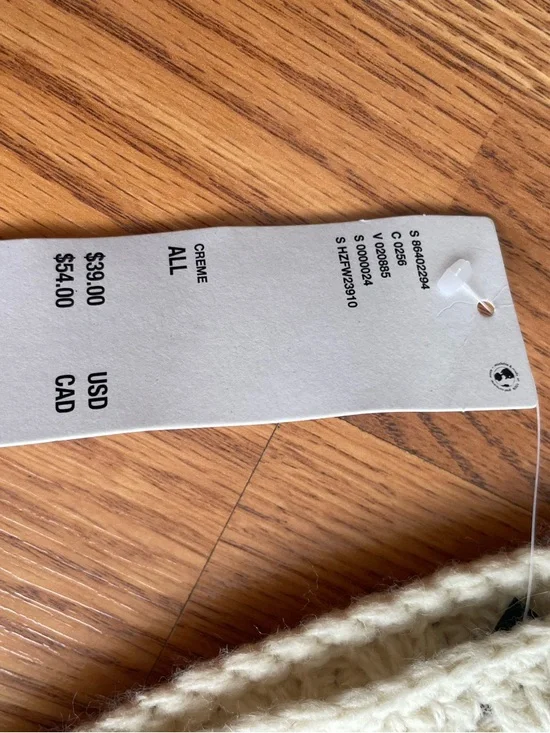 S 86402294
C 0256
V 020885
S 0000024
S HZFW23910
CREME
ALL
$39.00 USD
$54.00 CAD